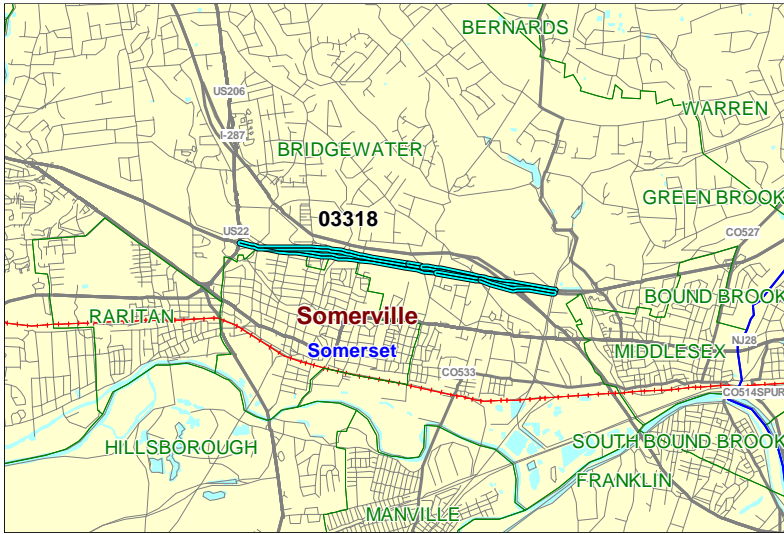 BERNARDS
US206
WARREN
I-287
BRIDGEWATER
GREEN BROOK
03318
US22
CO527
BOUND BROOK
RARITAN
Somerville
NJ28
Somerset
MIDDLESEX
CO533
CO514SPUR
HILLSBOROUGH
SOUTH BOUND BROOK
FRANKLIN
MANVILLE